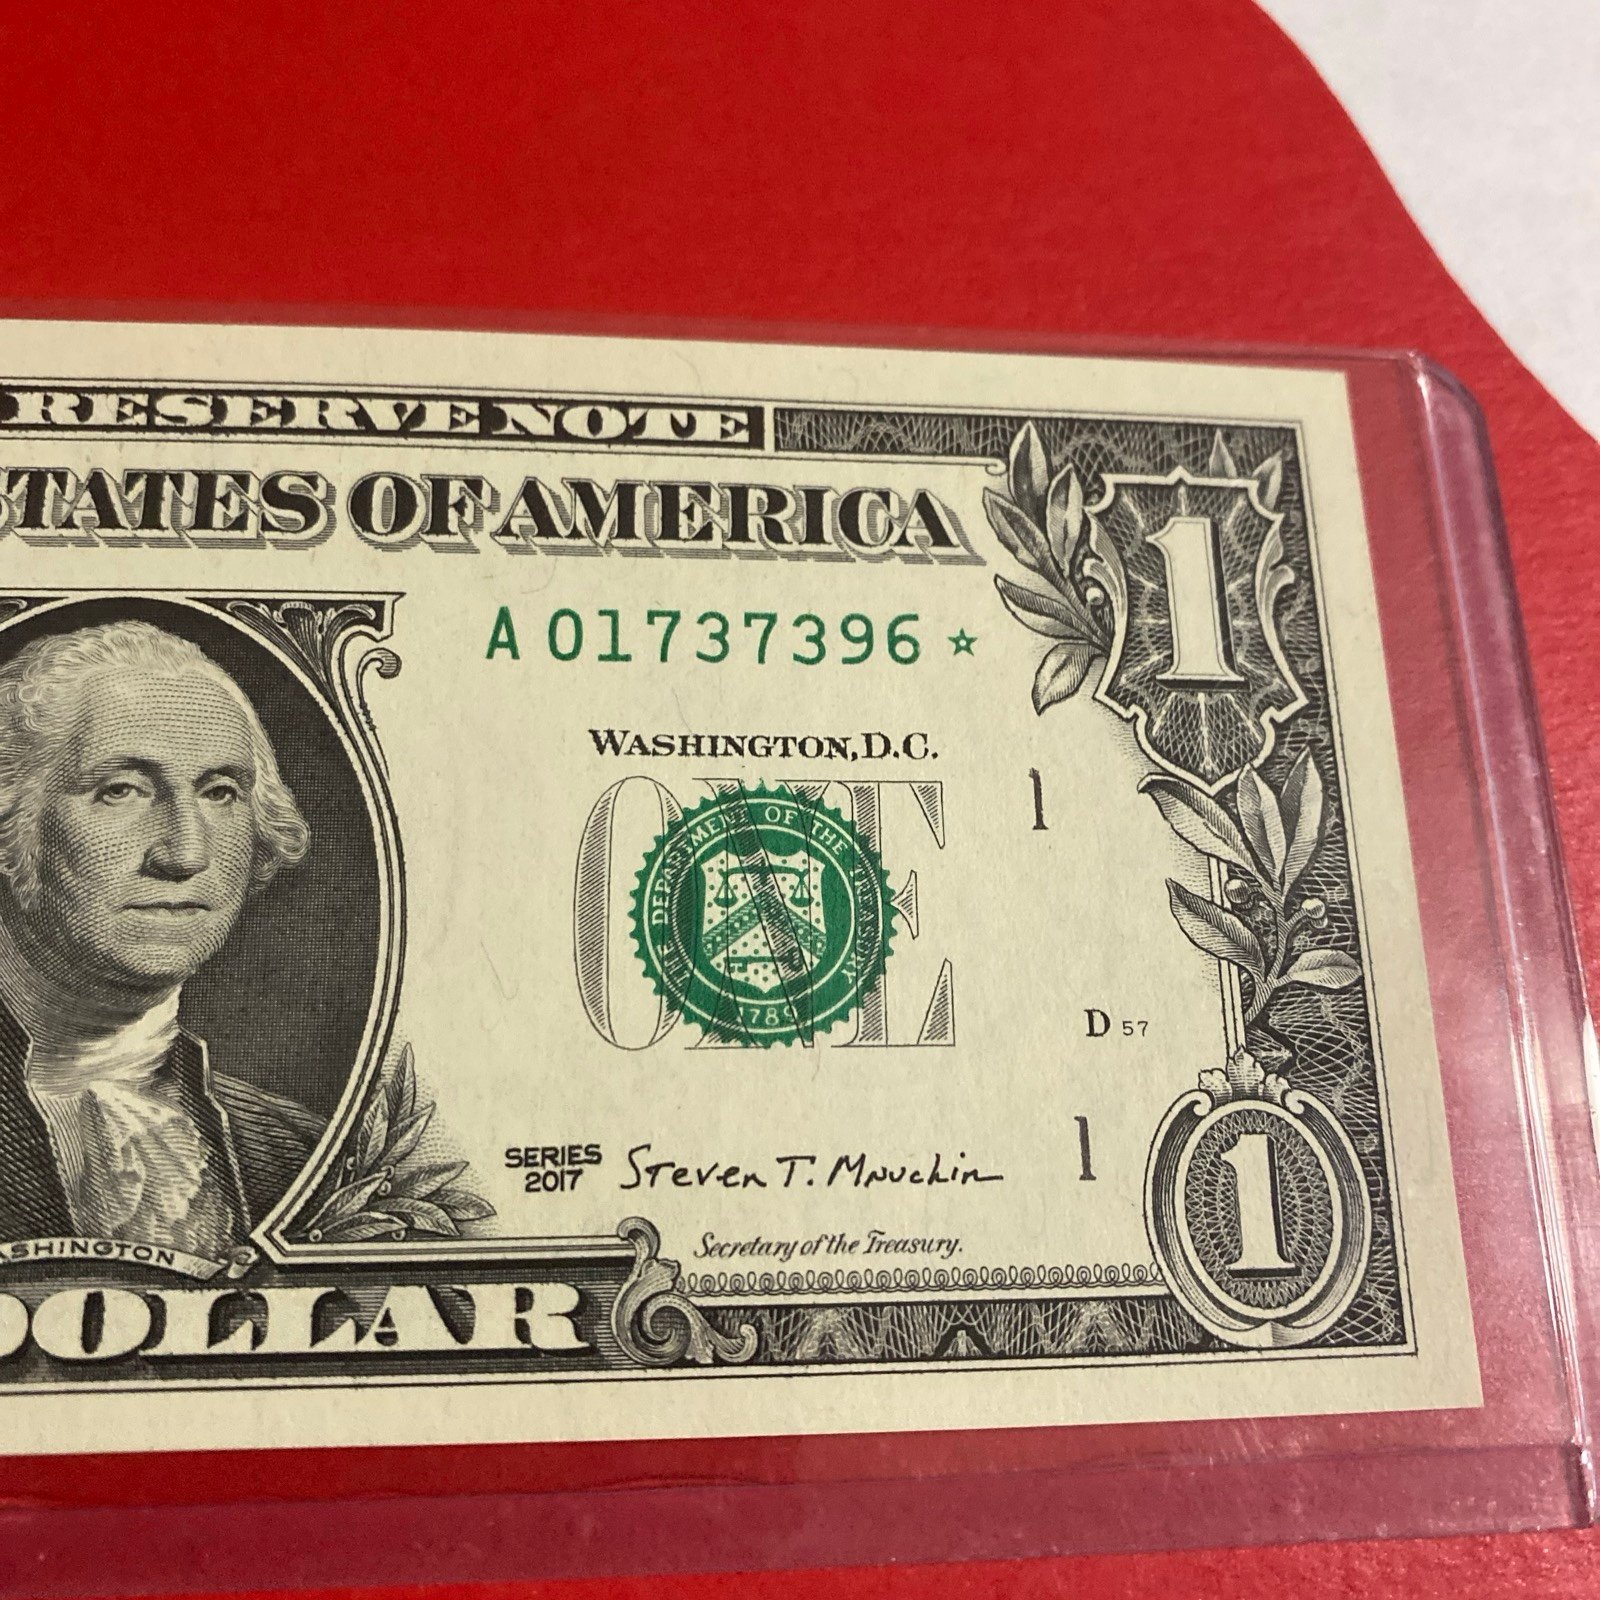 RESERVE NOTE
STATES OF AMERICA
1
A 01737396 ☆
WASHINGTON, D.C.
ONE
THE DEPARTMENT OF THE TREASURY
1789
1
D 57
SERIES
2017
Steven T. Mnuchin
1
Secretary of the Treasury.
1
ASHINGTON
DOLLAR